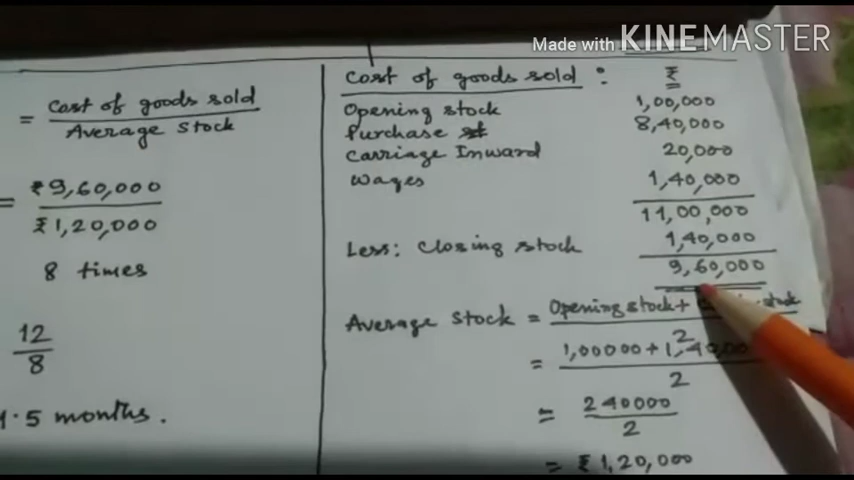 Made with KINEMASTER
= Cost of goods sold
Average Stock
= ₹9,60,000
₹1,20,000
8 times
12
8
1.5 months.
Cost of goods sold : ₹
Opening stock 1,00,000
Purchase 8,40,000
Carriage Inward 20,000
Wages 1,40,000
11,00,000
Less: Closing stock 1,40,000
9,60,000
Average Stock = Opening stock +
2
= 1,00000 +
2
= 240000
2
= ₹1,20,000